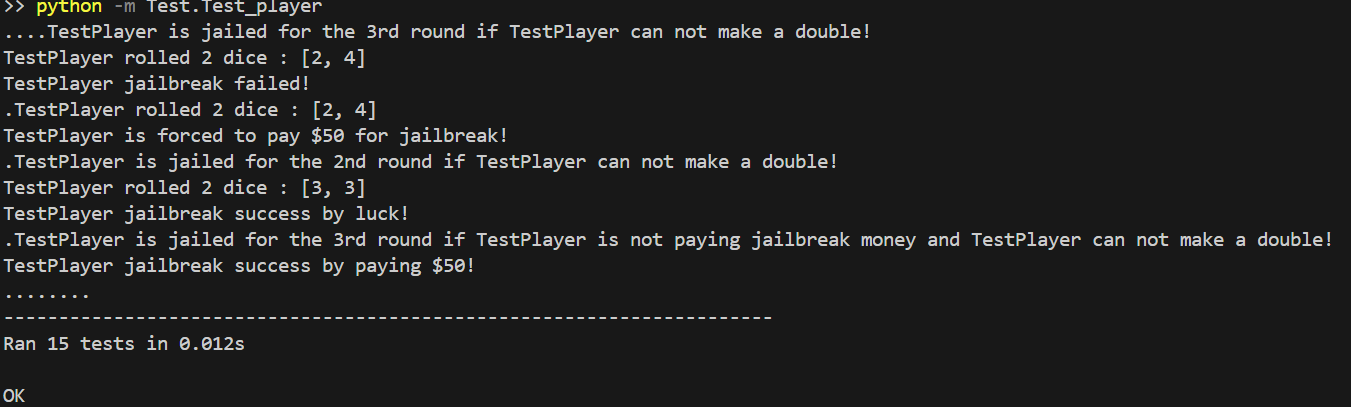 >> python -m Test.Test_player
....TestPlayer is jailed for the 3rd round if TestPlayer can not make a double!
TestPlayer rolled 2 dice : [2, 4]
TestPlayer jailbreak failed!
.TestPlayer rolled 2 dice : [2, 4]
TestPlayer is forced to pay $50 for jailbreak!
.TestPlayer is jailed for the 2nd round if TestPlayer can not make a double!
TestPlayer rolled 2 dice : [3, 3]
TestPlayer jailbreak success by luck!
.TestPlayer is jailed for the 3rd round if TestPlayer is not paying jailbreak money and TestPlayer can not make a double!
TestPlayer jailbreak success by paying $50!
........
----------------------------------------------------------------------
Ran 15 tests in 0.012s
OK